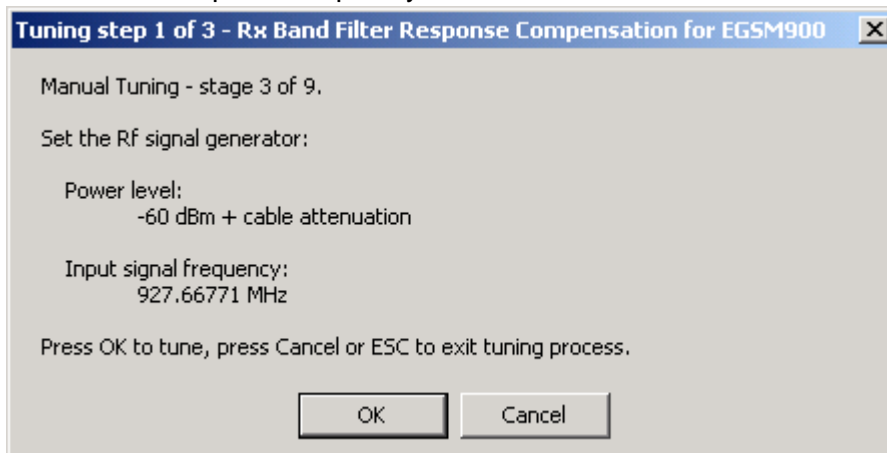 Tuning step 1 of 3 - Rx Band Filter Response Compensation for EGSM900
Manual Tuning - stage 3 of 9.
Set the Rf signal generator:
Power level:
-60 dBm + cable attenuation
Input signal frequency:
927.66771 MHz
Press OK to tune, press Cancel or ESC to exit tuning process.
OK Cancel